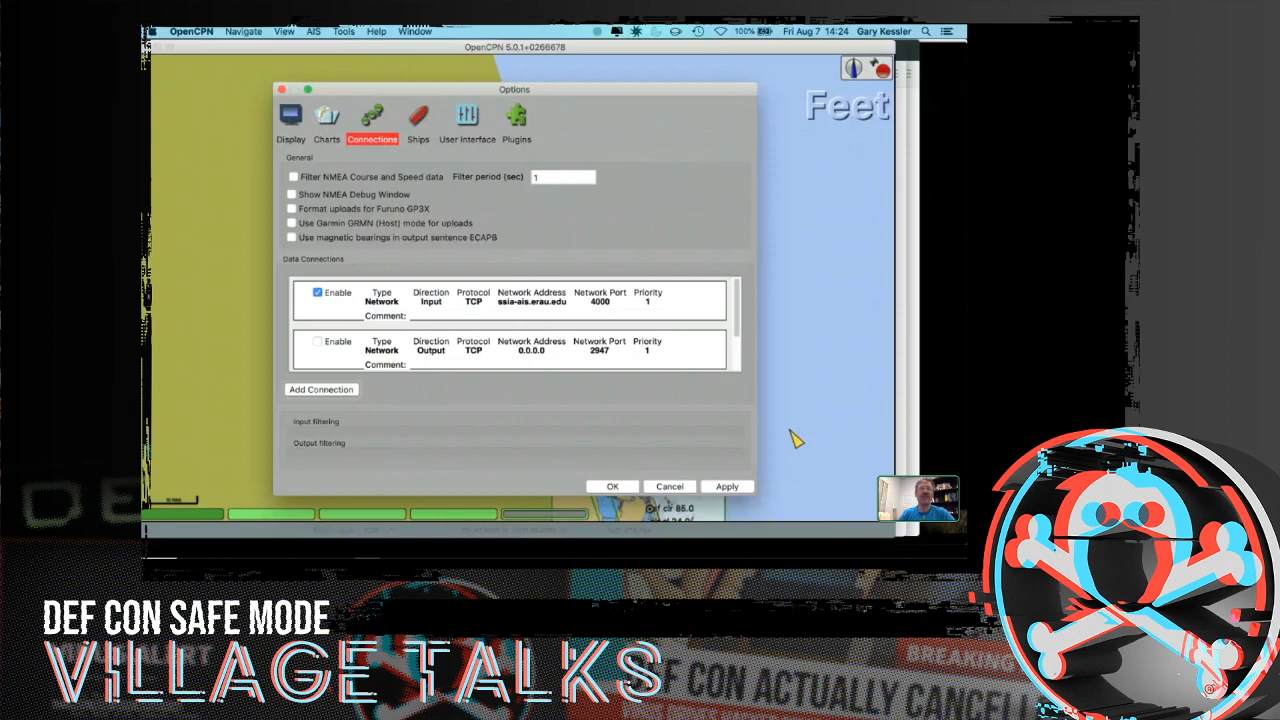 OpenCPN Navigate View AIS Tools Help Window 100% Fri Aug 7 14:24 Gary Kessler
OpenCPN 5.0.1+0266678
Feet
Options
Display Charts Connections Ships User Interface Plugins
General
Filter NMEA Course and Speed data Filter period (sec) 1
Show NMEA Debug Window
Format uploads for Furuno GP3X
Use Garmin GRMN (Host) mode for uploads
Use magnetic bearings in output sentence ECAPB
Data Connections
Enable Type Direction Protocol Network Address Network Port Priority
Network Input TCP ssia-ais.erau.edu 4000 1
Comment:
Enable Type Direction Protocol Network Address Network Port Priority
Network Output TCP 0.0.0.0 2947 1
Comment:
Add Connection
Input filtering
Output filtering
OK Cancel Apply
clr 85.0
DEF CON SAFE MODE
VILLAGE TALKS
BREAKING
DEF CON ACTUALLY CANCELL